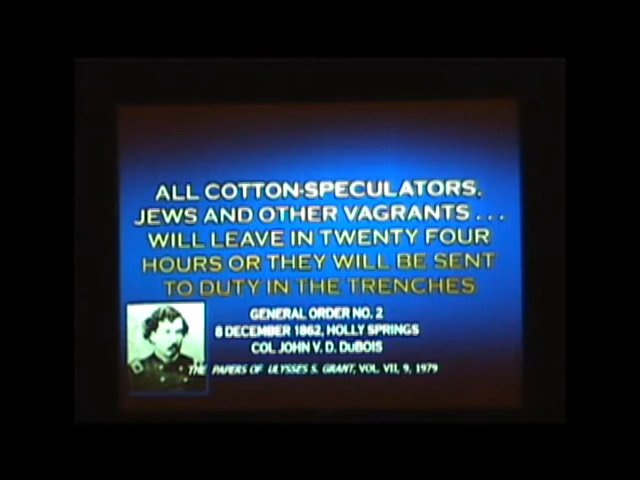 ALL COTTON-SPECULATORS,
JEWS AND OTHER VAGRANTS . . .
WILL LEAVE IN TWENTY FOUR
HOURS OR THEY WILL BE SENT
TO DUTY IN THE TRENCHES
GENERAL ORDER NO. 2
8 DECEMBER 1862, HOLLY SPRINGS
COL JOHN V. D. DuBOIS
THE PAPERS OF ULYSSES S. GRANT, VOL. VII, 9, 1979